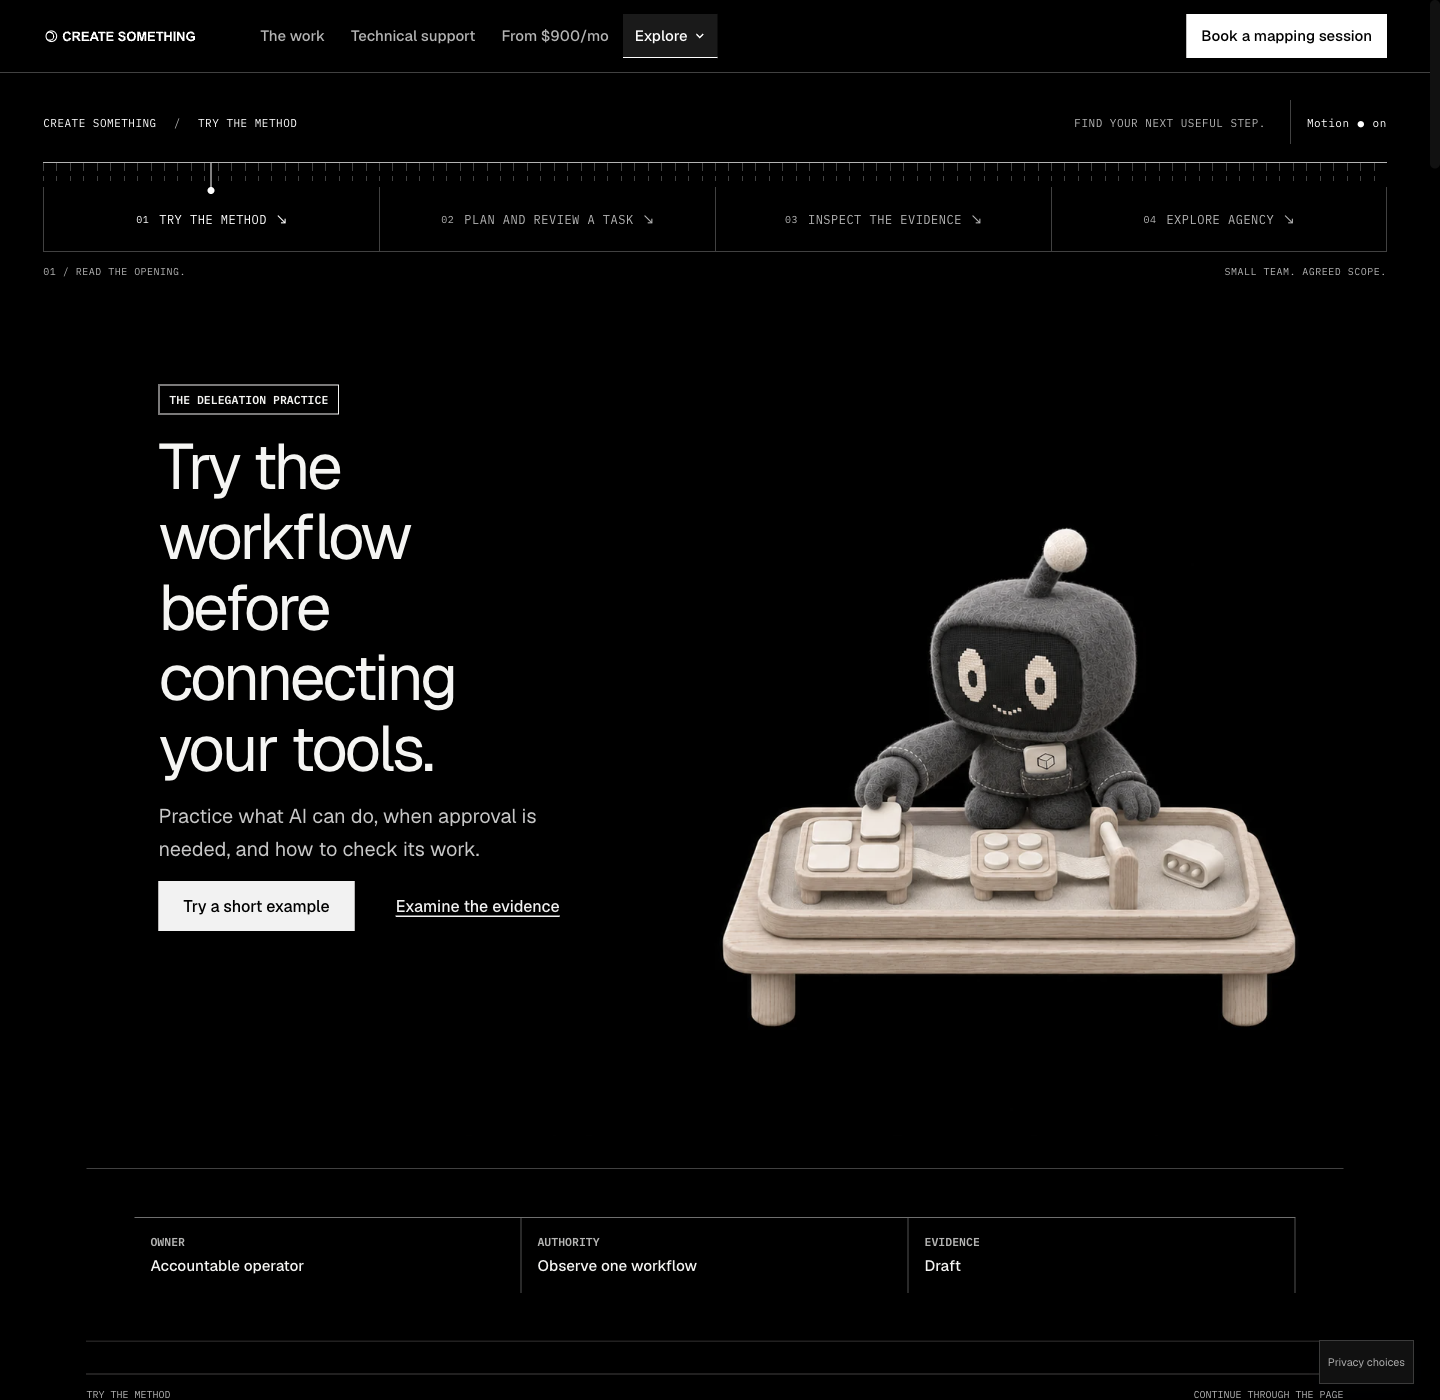 CREATE SOMETHING
The work
Technical support
From $900/mo
Explore
Book a mapping session
CREATE SOMETHING / TRY THE METHOD
FIND YOUR NEXT USEFUL STEP.
Motion ● on
01 TRY THE METHOD ↘
02 PLAN AND REVIEW A TASK ↘
03 INSPECT THE EVIDENCE ↘
04 EXPLORE AGENCY ↘
01 / READ THE OPENING.
SMALL TEAM. AGREED SCOPE.
THE DELEGATION PRACTICE
Try the
workflow
before
connecting
your tools.
Practice what AI can do, when approval is
needed, and how to check its work.
Try a short example
Examine the evidence
OWNER
Accountable operator
AUTHORITY
Observe one workflow
EVIDENCE
Draft
Privacy choices
TRY THE METHOD
CONTINUE THROUGH THE PAGE